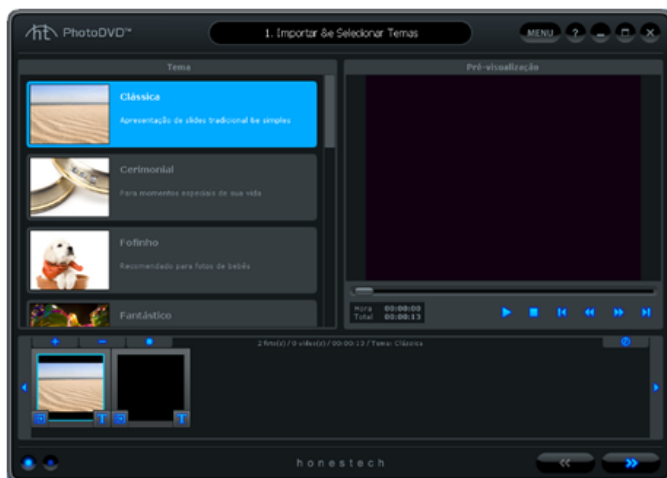 ht PhotoDVD™
1. Importar &e Selecionar Temas
MENU ?
Tema
Pré-visualização
Clássica
Apresentação de slides tradicional &e simples
Cerimonial
Para momentos especiais de sua vida
Fofinho
Recomendado para fotos de bebês
Fantástico
Hora 00:00:00
Total 00:00:13
2 foto(s) / 0 vídeo(s) / 00:00:13 / Tema: Clássica
T
T
honestech